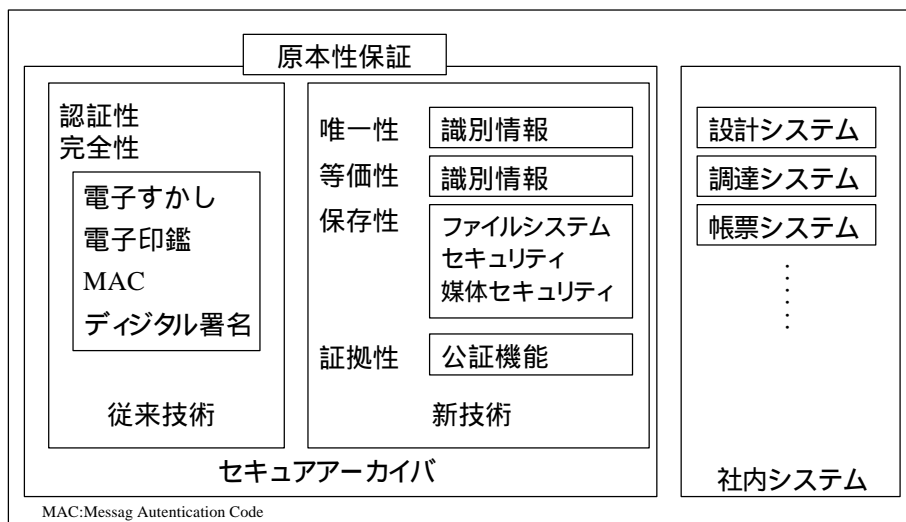 原本性保証
認証性
完全性
電子すかし
電子印鑑
MAC
ディジタル署名
従来技術
唯一性 識別情報
等価性 識別情報
保存性 ファイルシステム
セキュリティ
媒体セキュリティ
証拠性 公証機能
新技術
セキュアアーカイバ
設計システム
調達システム
帳票システム
社内システム
MAC:Messag Autentication Code